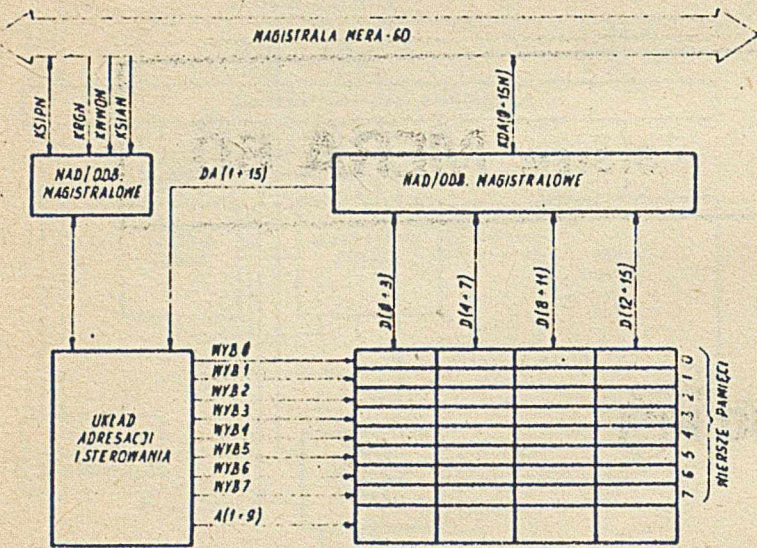 MAGISTRALA MERA-60
KSIPN
KRGN
KNWDN
KSIAN
KDA(0÷15N)
NAD/ODB.
MAGISTRALOWE
DA(1÷15)
NAD/ODB. MAGISTRALOWE
D(0÷3)
D(4÷7)
D(8÷11)
D(12÷15)
UKŁAD
ADRESACJI
I STEROWANIA
WYB 0
WYB 1
WYB 2
WYB 3
WYB 4
WYB 5
WYB 6
WYB 7
A(1÷9)
0
1
2
3
4
5
6
7
WIERSZE PAMIĘCI